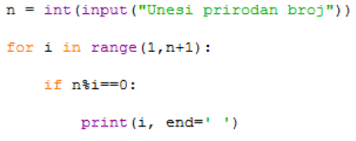 n = int(input("Unesi prirodan broj"))
for i in range(1,n+1):
    if n%i==0:
        print(i, end=' ')